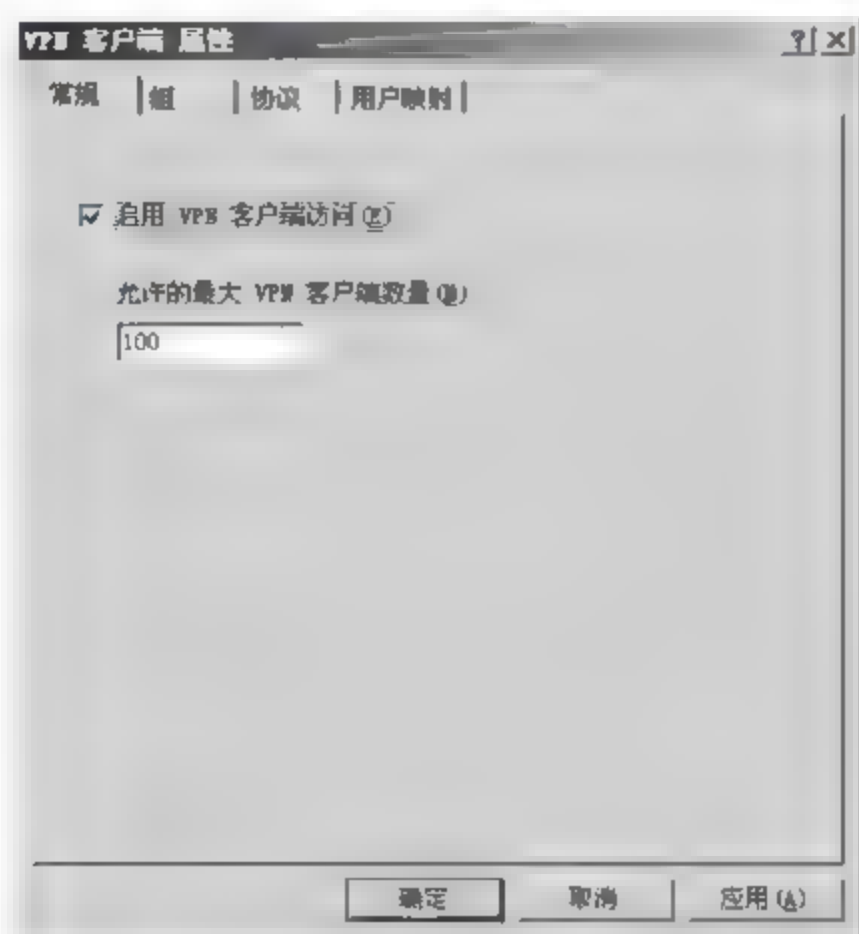 VPN 客户端 属性
常规 组 协议 用户映射
启用 VPN 客户端访问(E)
允许的最大 VPN 客户端数量(M)
100
确定 取消 应用(A)